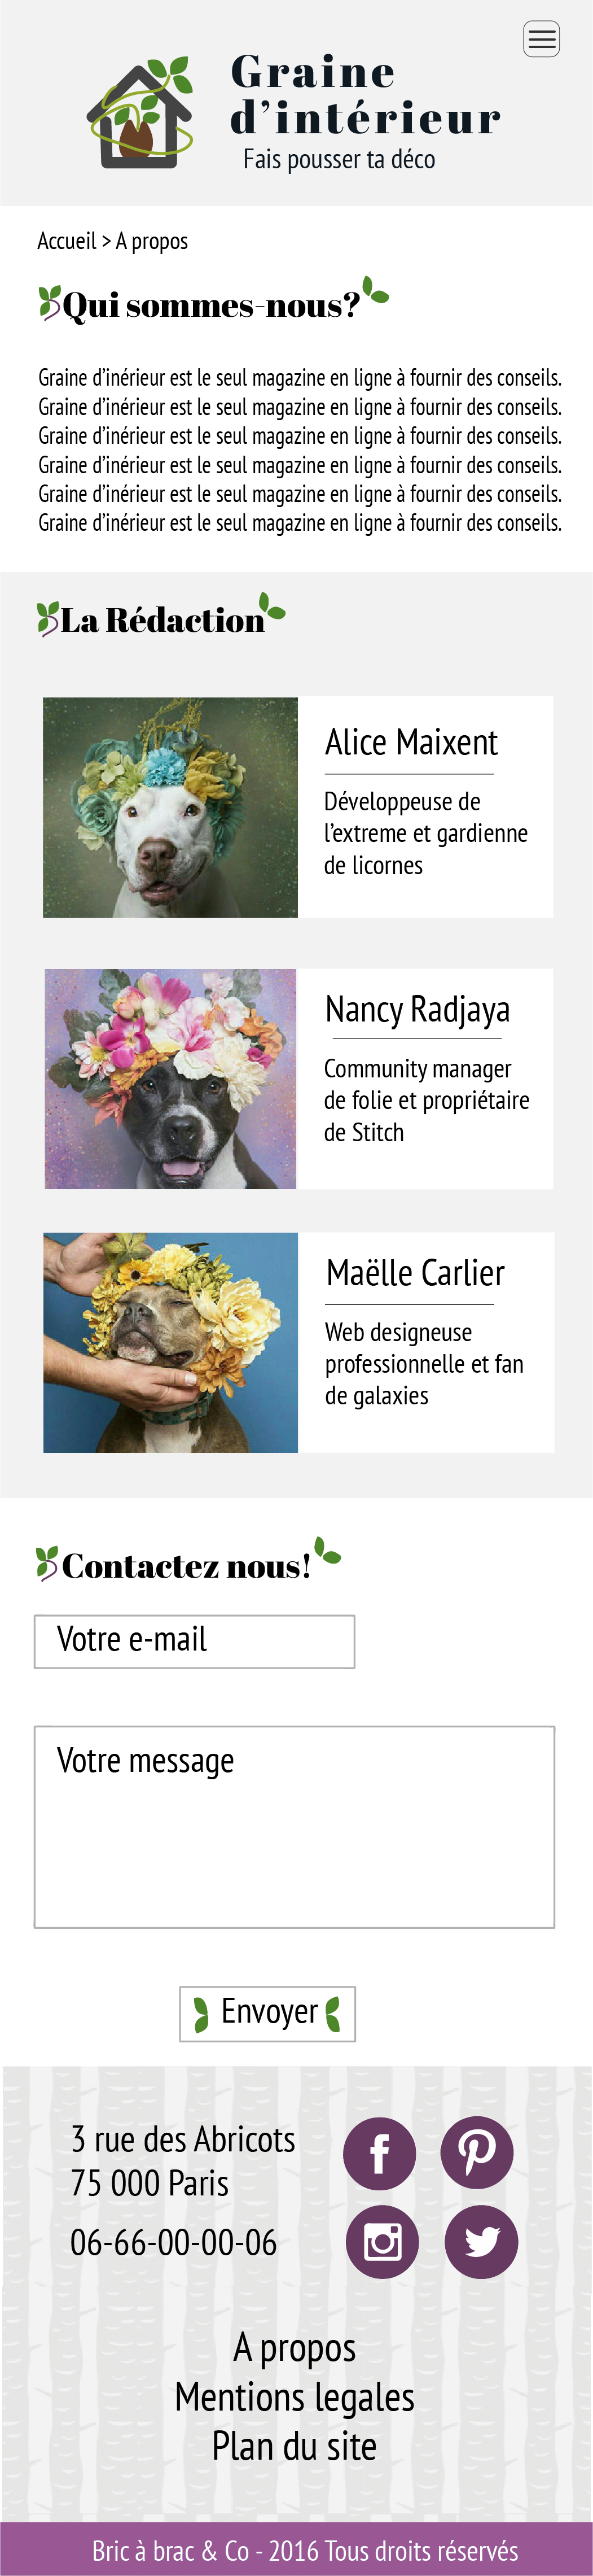 Graine
d’intérieur
Fais pousser ta déco
Accueil > A propos
Qui sommes-nous?
Graine d’inérieur est le seul magazine en ligne à fournir des conseils.
Graine d’inérieur est le seul magazine en ligne à fournir des conseils.
Graine d’inérieur est le seul magazine en ligne à fournir des conseils.
Graine d’inérieur est le seul magazine en ligne à fournir des conseils.
Graine d’inérieur est le seul magazine en ligne à fournir des conseils.
Graine d’inérieur est le seul magazine en ligne à fournir des conseils.
La Rédaction
Alice Maixent
Développeuse de
l’extreme et gardienne
de licornes
Nancy Radjaya
Community manager
de folie et propriétaire
de Stitch
Maëlle Carlier
Web designeuse
professionnelle et fan
de galaxies
Contactez nous!
Votre e-mail
Votre message
Envoyer
3 rue des Abricots
75 000 Paris
06-66-00-00-06
A propos
Mentions legales
Plan du site
Bric à brac & Co - 2016 Tous droits réservés